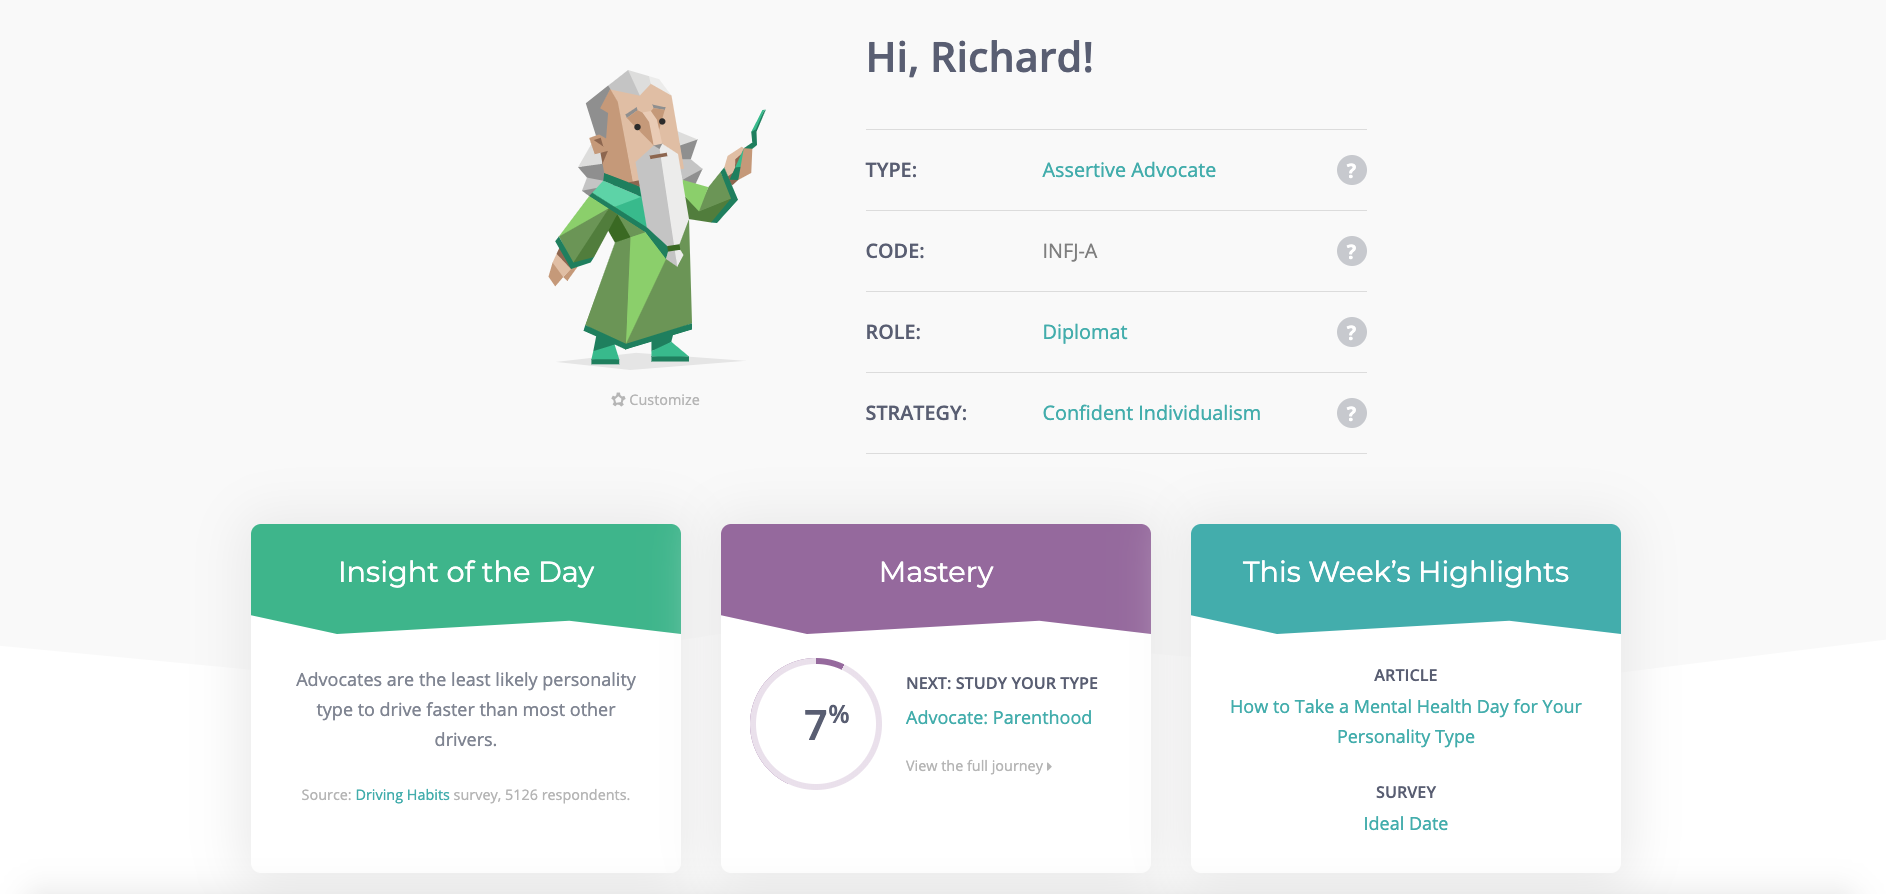 Hi, Richard!
TYPE: Assertive Advocate ?
CODE: INFJ-A ?
ROLE: Diplomat ?
STRATEGY: Confident Individualism ?
Customize
Insight of the Day
Advocates are the least likely personality
type to drive faster than most other
drivers.
Source: Driving Habits survey, 5126 respondents.
Mastery
7%
NEXT: STUDY YOUR TYPE
Advocate: Parenthood
View the full journey
This Week's Highlights
ARTICLE
How to Take a Mental Health Day for Your
Personality Type
SURVEY
Ideal Date